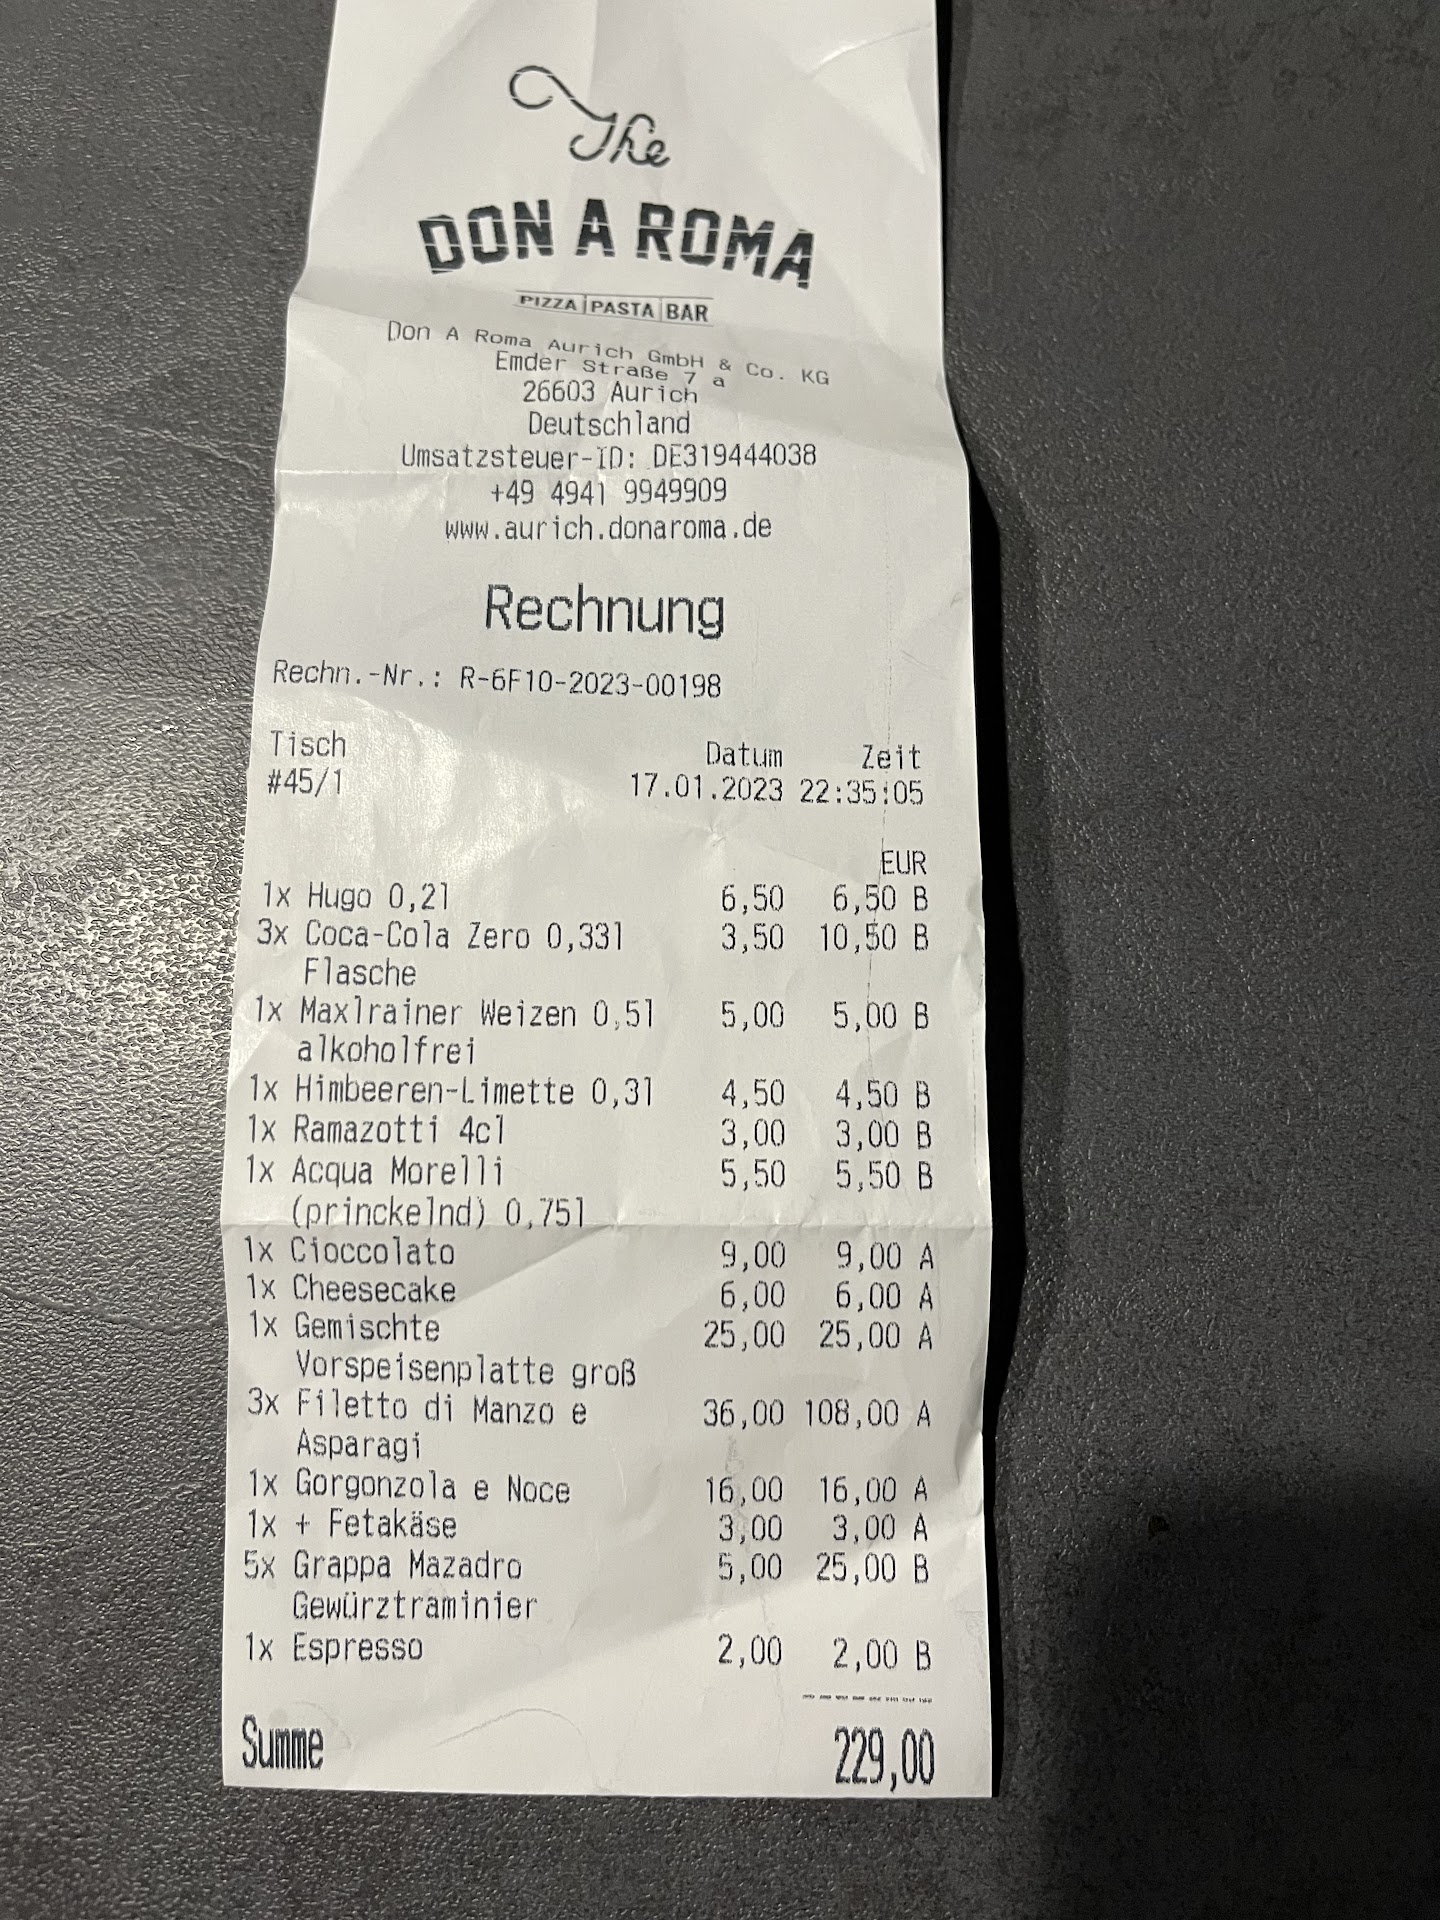 The
DON A ROMA
PIZZA|PASTA|BAR
Don A Roma Aurich GmbH & Co. KG
Emder Straße 7 a
26603 Aurich
Deutschland
Umsatzsteuer-ID: DE319444038
+49 4941 9949909
www.aurich.donaroma.de
Rechnung
Rechn.-Nr.: R-6F10-2023-00198
Tisch Datum Zeit
#45/1 17.01.2023 22:35:05
EUR
1x Hugo 0,2l 6,50 6,50 B
3x Coca-Cola Zero 0,33l 3,50 10,50 B
Flasche
1x Maxlrainer Weizen 0,5l 5,00 5,00 B
alkoholfrei
1x Himbeeren-Limette 0,3l 4,50 4,50 B
1x Ramazotti 4cl 3,00 3,00 B
1x Acqua Morelli 5,50 5,50 B
(princkelnd) 0,75l
1x Cioccolato 9,00 9,00 A
1x Cheesecake 6,00 6,00 A
1x Gemischte 25,00 25,00 A
Vorspeisenplatte groß
3x Filetto di Manzo e 36,00 108,00 A
Asparagi
1x Gorgonzola e Noce 16,00 16,00 A
1x + Fetakäse 3,00 3,00 A
5x Grappa Mazadro 5,00 25,00 B
Gewürztraminier
1x Espresso 2,00 2,00 B
Summe 229,00